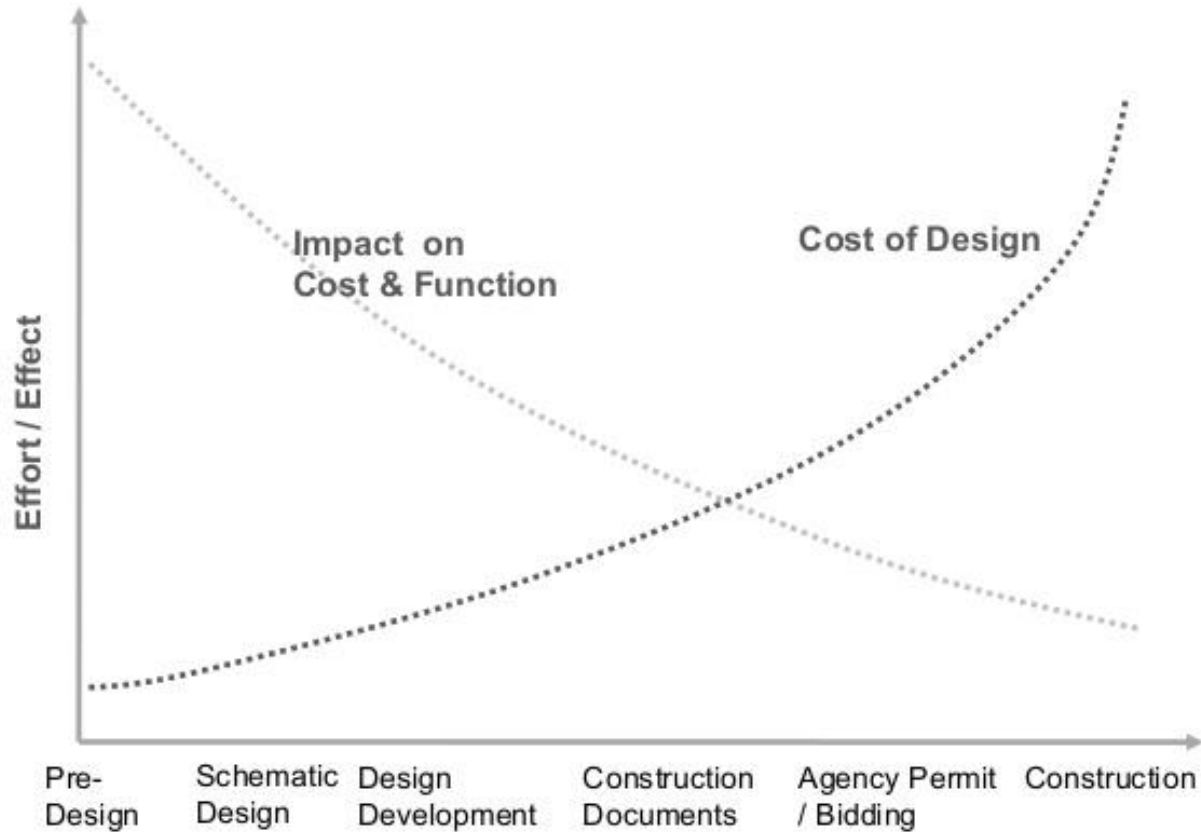 Impact on
Cost & Function
Cost of Design
Effort / Effect
Pre-
Design
Schematic
Design
Design
Development
Construction
Documents
Agency Permit
/ Bidding
Construction